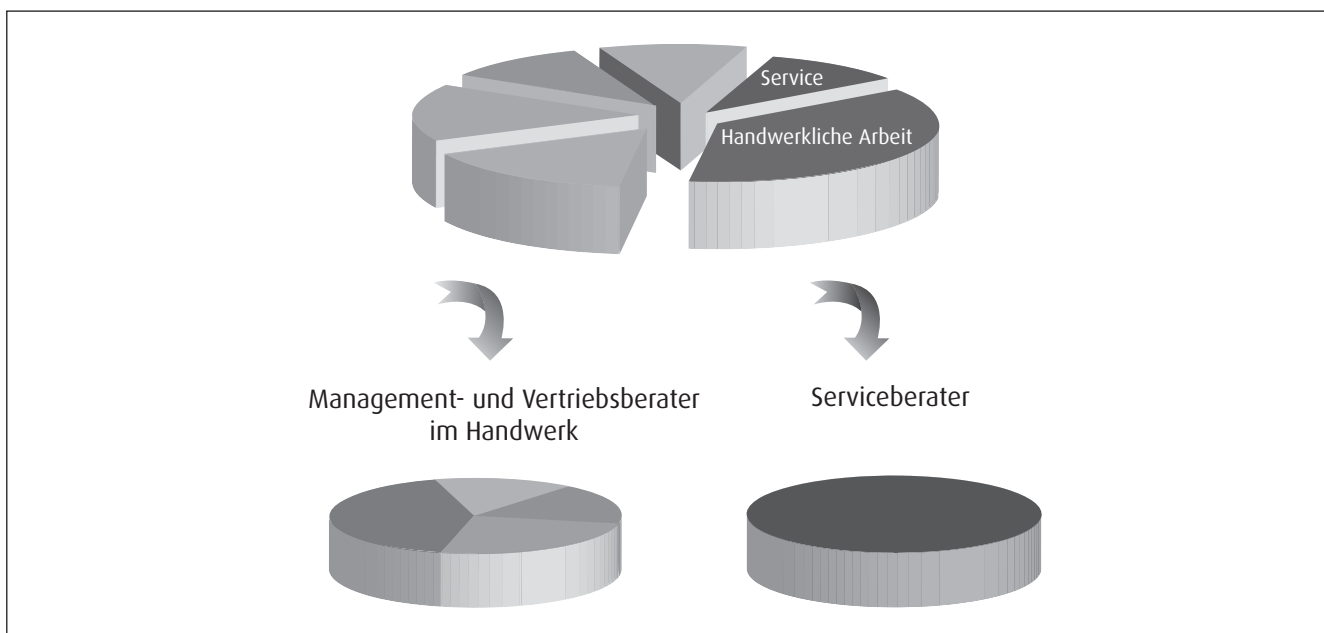 Service
Handwerkliche Arbeit
Management- und Vertriebsberater
im Handwerk
Serviceberater